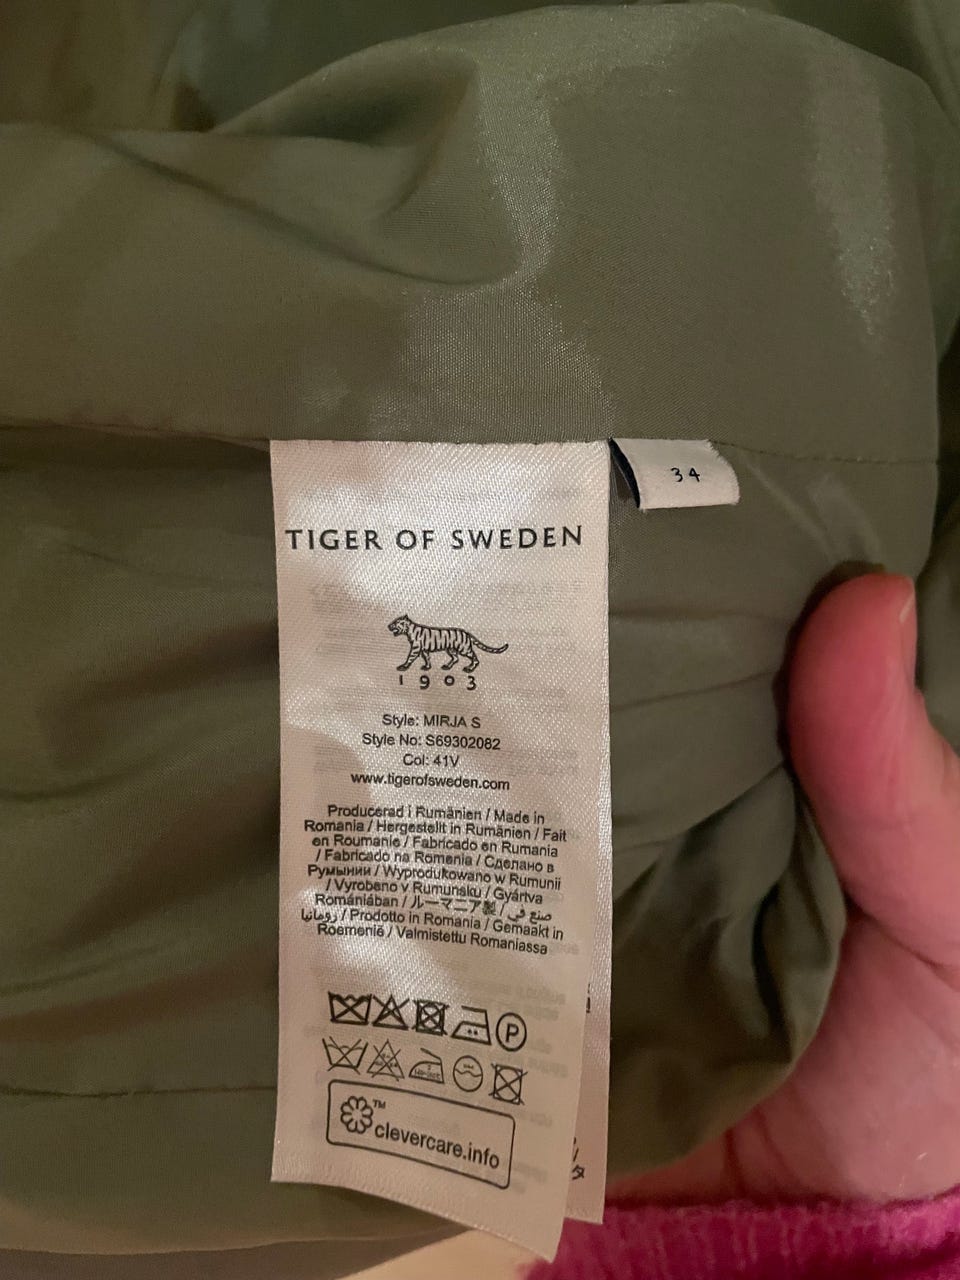 34
TIGER OF SWEDEN
1903
Style: MIRJA S
Style No: S69302082
Col: 41V
www.tigerofsweden.com
Producerad i Rumänien / Made in
Romania / Hergestellt in Rumänien / Fait
en Roumanie / Fabricado en Rumania
/ Fabricado na Romenia / Сделано в
Румынии / Wyprodukowano w Rumunii
/ Vyrobeno v Rumunsku / Gyártva
Romániában / ルーマニア製 / صنع في
رومانيا / Prodotto in Romania / Gemaakt in
Roemenië / Valmistettu Romaniassa
P
TM
clevercare.info